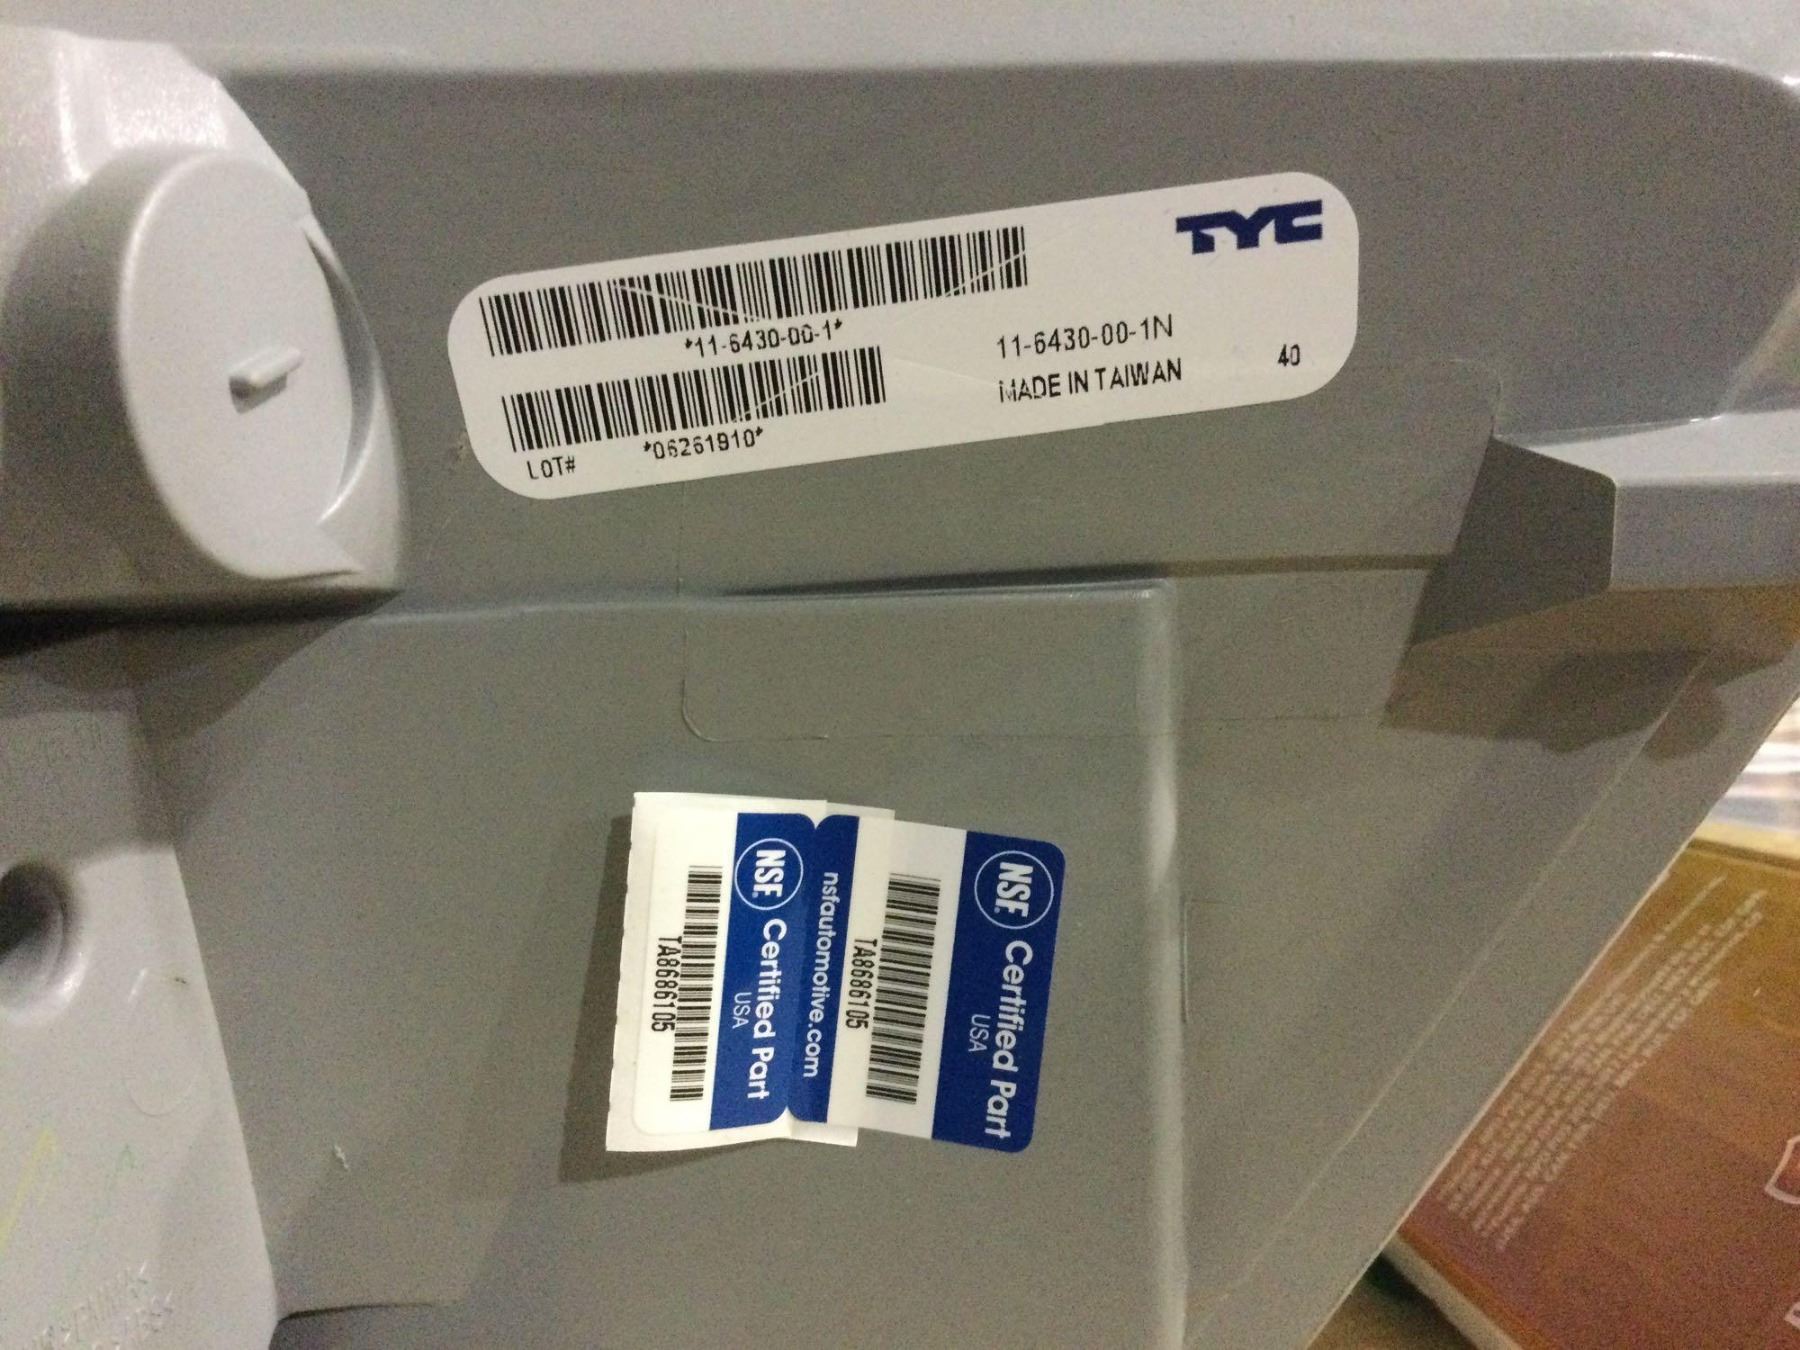 TYC
*11-6430-00-1*
11-6430-00-1N
MADE IN TAIWAN
40
*06261910*
LOT#
NSF.
Certified Part
USA
TA8686105
nsfautomotive.com
NSF.
Certified Part
USA
TA8686105